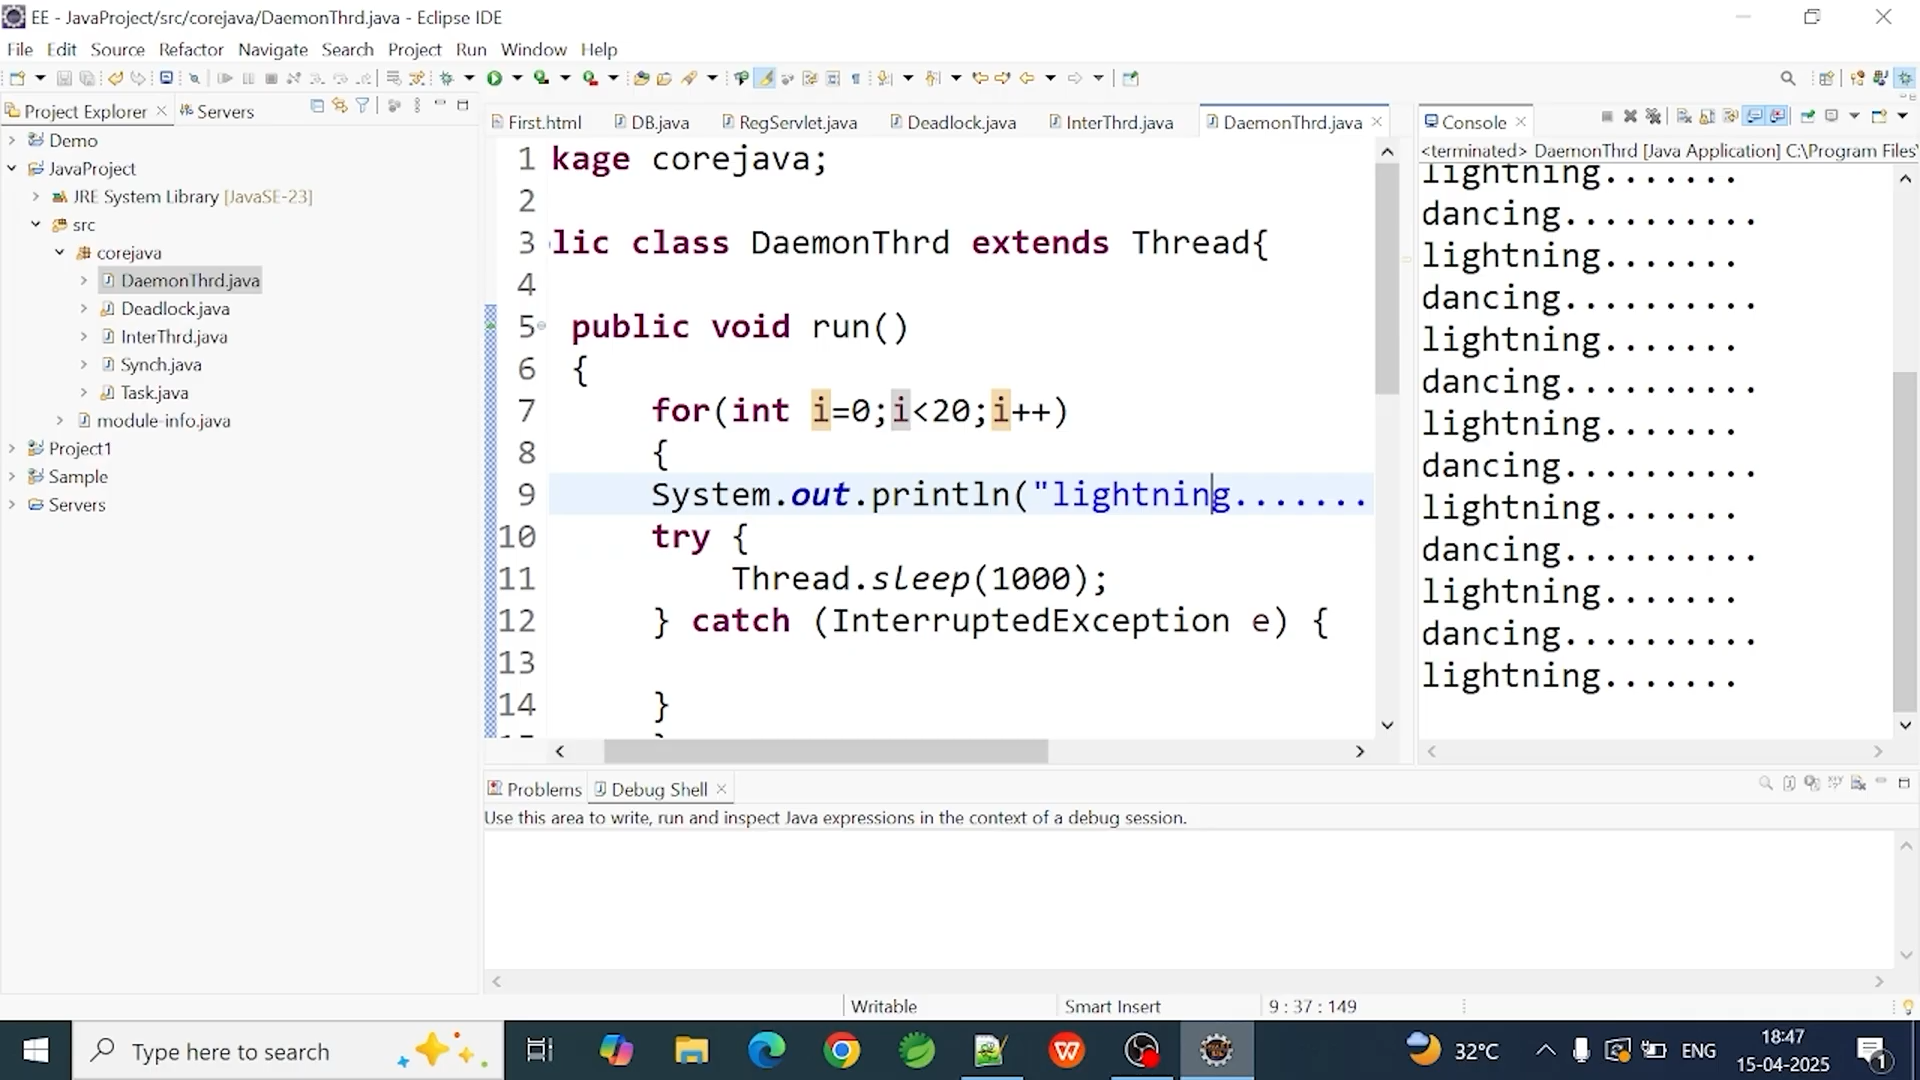 EE - JavaProject/src/corejava/DaemonThrd.java - Eclipse IDE
File Edit Source Refactor Navigate Search Project Run Window Help
Project Explorer
Servers
Demo
JavaProject
JRE System Library [JavaSE-23]
src
corejava
DaemonThrd.java
Deadlock.java
InterThrd.java
Synch.java
Task.java
module-info.java
Project1
Sample
Servers
First.html DB.java RegServlet.java Deadlock.java InterThrd.java DaemonThrd.java
1 kage corejava;
2
3 lic class DaemonThrd extends Thread{
4
5 public void run()
6 {
7 for(int i=0;i<20;i++)
8 {
9 System.out.println("lightning.......
10 try {
11 Thread.sleep(1000);
12 } catch (InterruptedException e) {
13
14 }
Console
<terminated> DaemonThrd [Java Application] C:\Program Files\
lightning.......
dancing..........
lightning.......
dancing..........
lightning.......
dancing..........
lightning.......
dancing..........
lightning.......
dancing..........
lightning.......
dancing..........
lightning.......
Problems Debug Shell
Use this area to write, run and inspect Java expressions in the context of a debug session.
Writable Smart Insert 9 : 37 : 149
Type here to search
32°C
ENG
18:47
15-04-2025
1